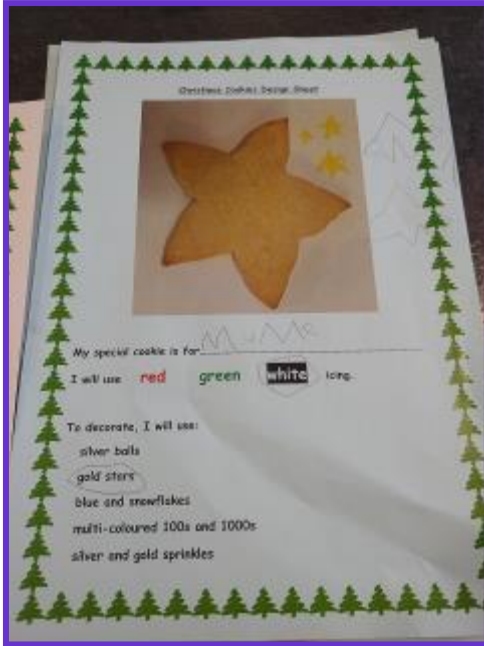 Christmas Cookies Design Sheet
My special cookie is for
I will use red green white icing.
To decorate, I will use:
silver balls
gold stars
blue and snowflakes
multi-coloured 100s and 1000s
silver and gold sprinkles